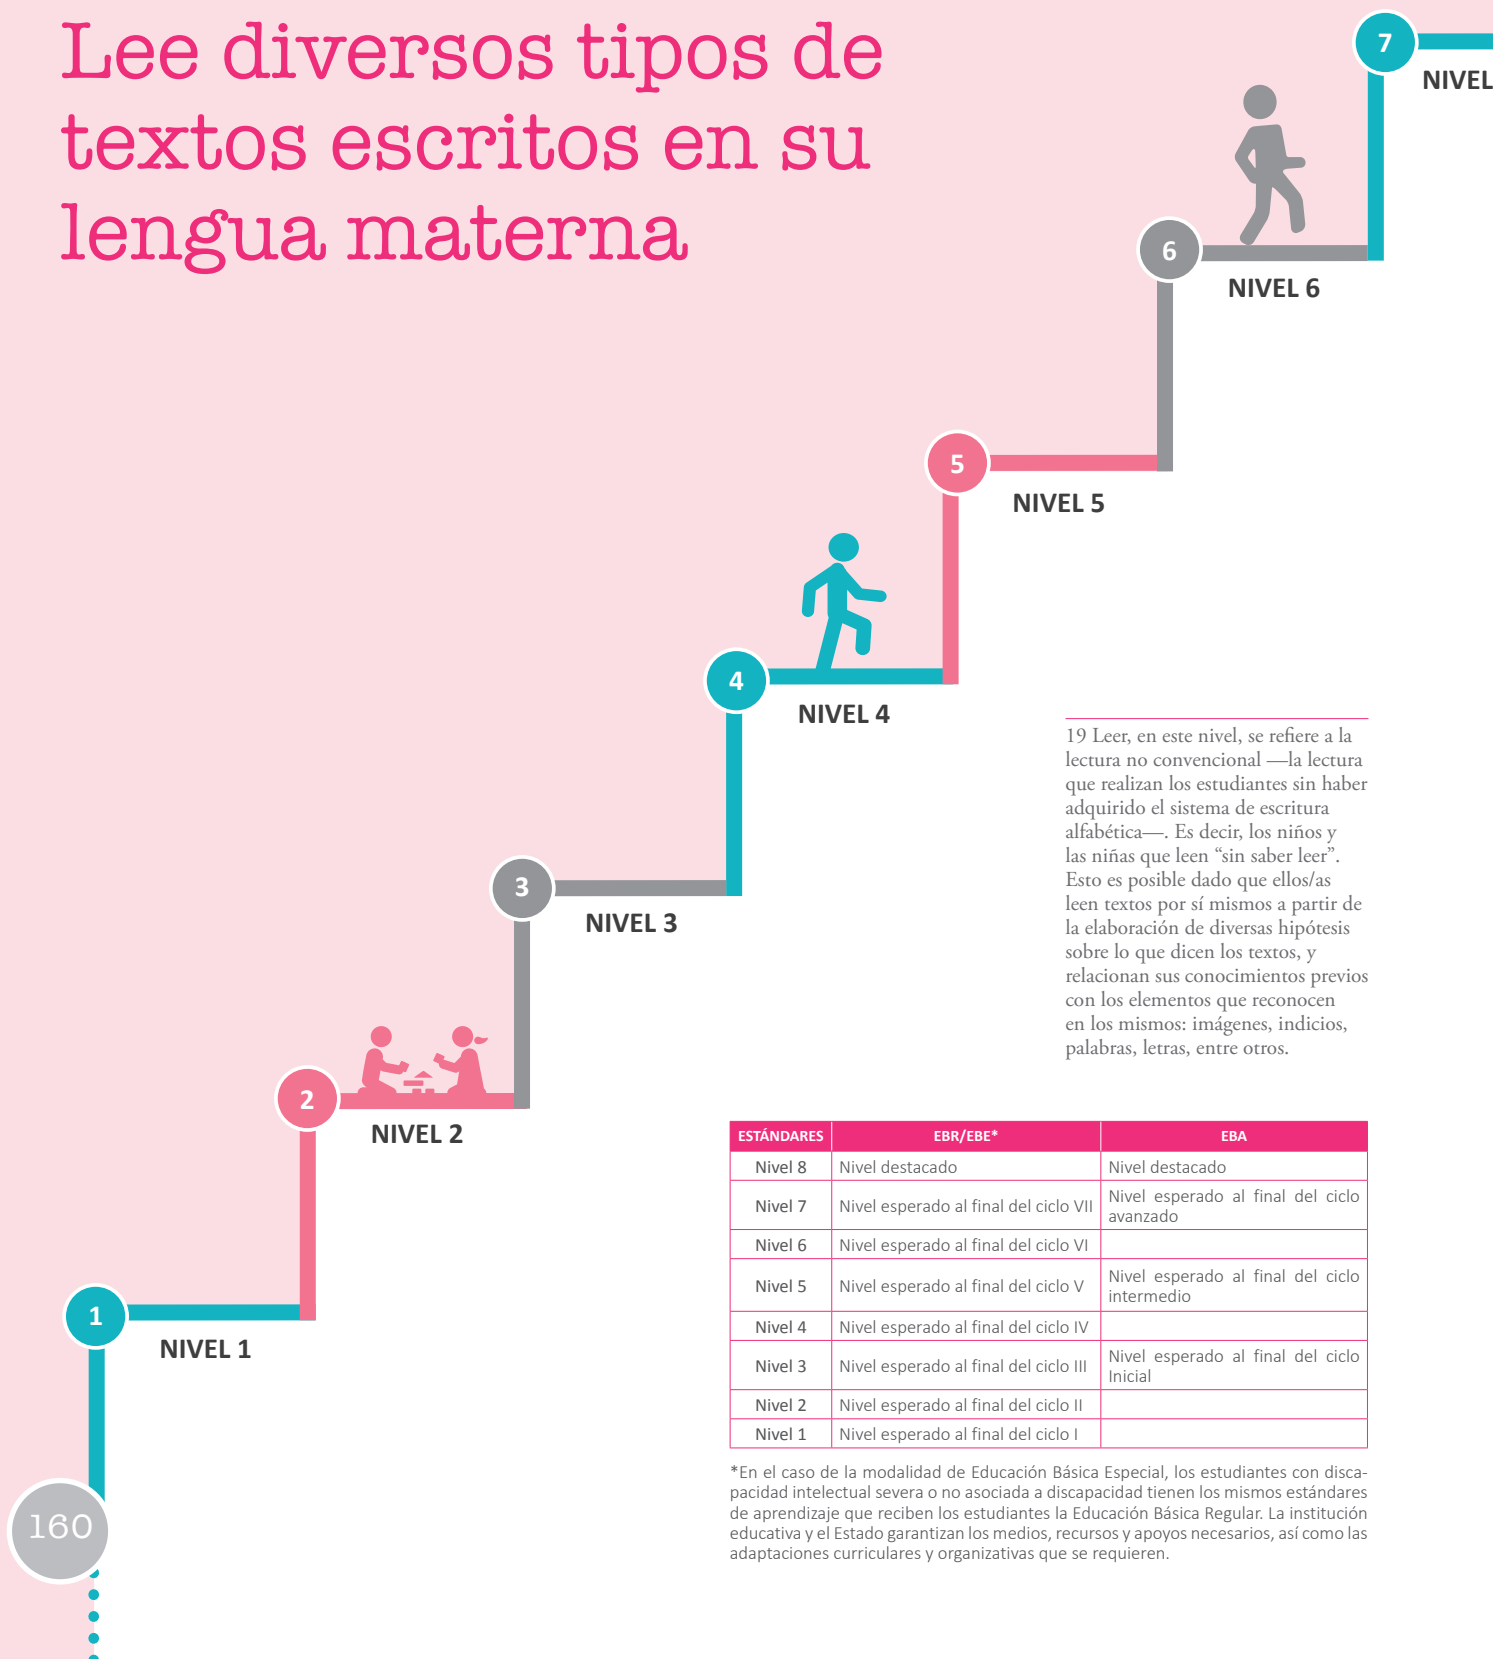 Lee diversos tipos de
textos escritos en su
lengua materna
7
NIVEL
6
NIVEL 6
5
NIVEL 5
4
NIVEL 4
3
NIVEL 3
2
NIVEL 2
1
NIVEL 1
19 Leer, en este nivel, se refiere a la
lectura no convencional —la lectura
que realizan los estudiantes sin haber
adquirido el sistema de escritura
alfabética—. Es decir, los niños y
las niñas que leen “sin saber leer”.
Esto es posible dado que ellos/as
leen textos por sí mismos a partir de
la elaboración de diversas hipótesis
sobre lo que dicen los textos, y
relacionan sus conocimientos previos
con los elementos que reconocen
en los mismos: imágenes, indicios,
palabras, letras, entre otros.
ESTÁNDARES EBR/EBE* EBA
Nivel 8 Nivel destacado Nivel destacado
Nivel 7 Nivel esperado al final del ciclo VII Nivel esperado al final del ciclo
avanzado
Nivel 6 Nivel esperado al final del ciclo VI
Nivel 5 Nivel esperado al final del ciclo V Nivel esperado al final del ciclo
intermedio
Nivel 4 Nivel esperado al final del ciclo IV
Nivel 3 Nivel esperado al final del ciclo III Nivel esperado al final del ciclo
Inicial
Nivel 2 Nivel esperado al final del ciclo II
Nivel 1 Nivel esperado al final del ciclo I
*En el caso de la modalidad de Educación Básica Especial, los estudiantes con disca-
pacidad intelectual severa o no asociada a discapacidad tienen los mismos estándares
de aprendizaje que reciben los estudiantes la Educación Básica Regular. La institución
educativa y el Estado garantizan los medios, recursos y apoyos necesarios, así como las
adaptaciones curriculares y organizativas que se requieren.
160